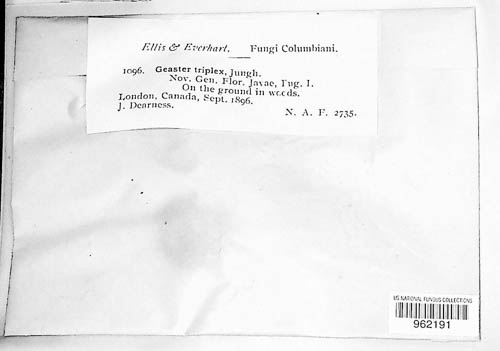 Ellis & Everhart. Fungi Columbiani.
1096. Geaster triplex, Jungh.
Nov. Gen. Flor. Javae, Fug. I.
On the ground in weeds.
London, Canada, Sept. 1896.
J. Dearness.
N. A. F. 2735.
US NATIONAL FUNGUS COLLECTIONS
962191